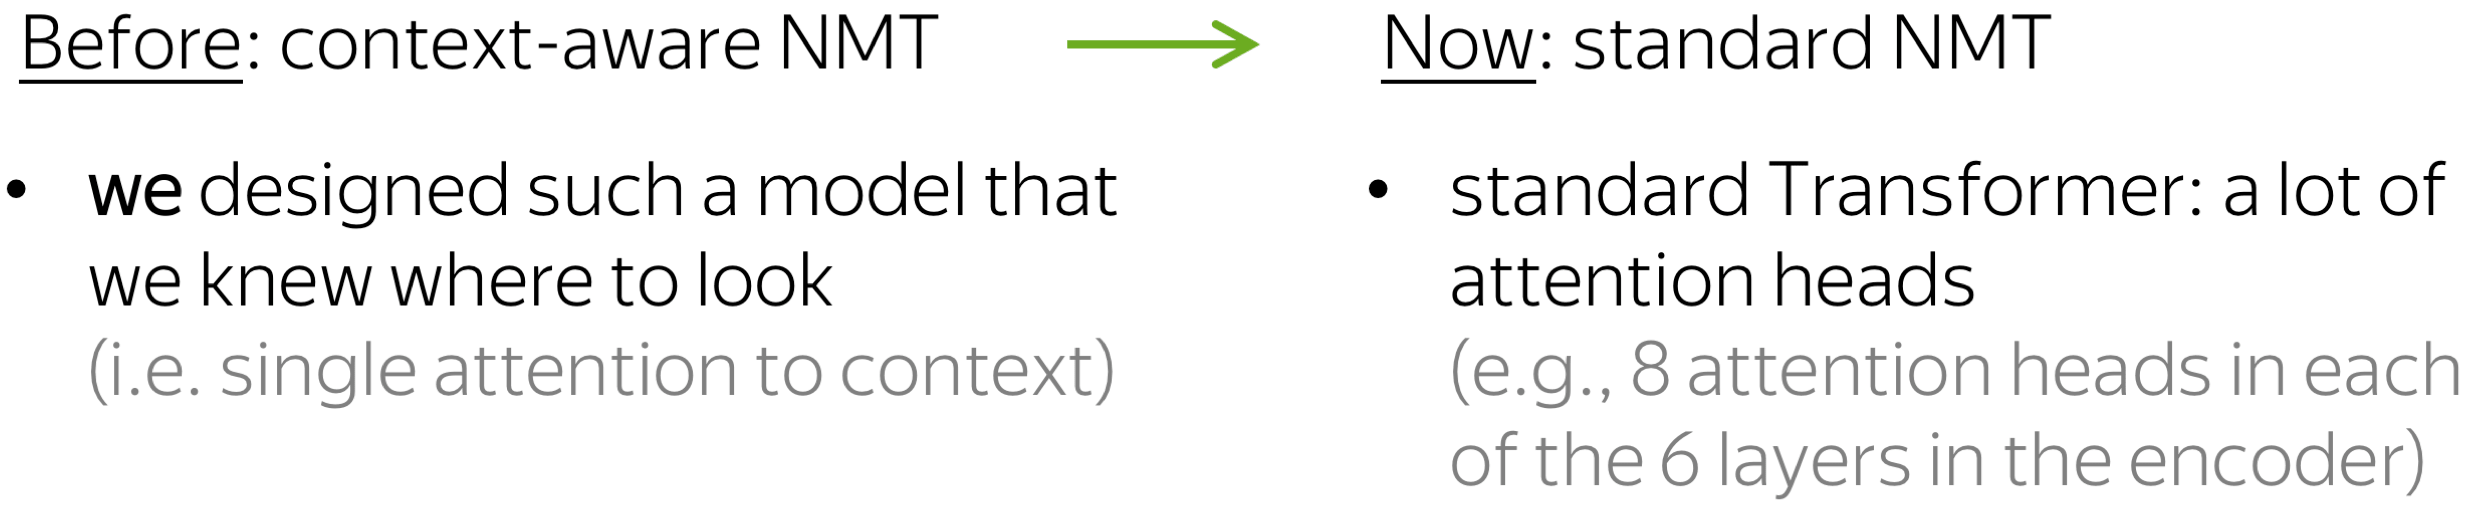 Before: context-aware NMT
• we designed such a model that
we knew where to look
(i.e. single attention to context)
Now: standard NMT
• standard Transformer: a lot of
attention heads
(e.g., 8 attention heads in each
of the 6 layers in the encoder)